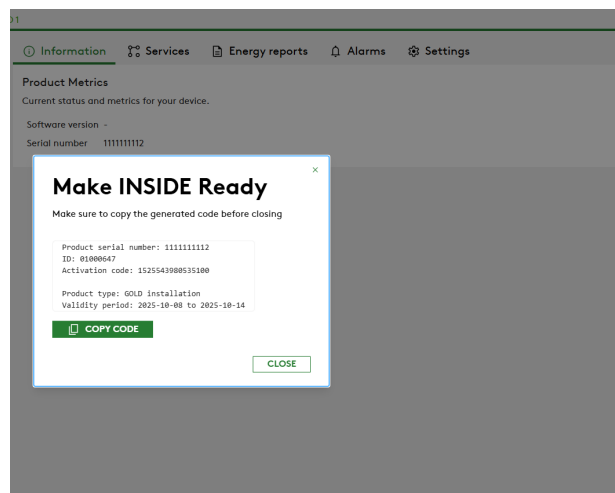 01
Information
Services
Energy reports
Alarms
Settings
Product Metrics
Current status and metrics for your device.
Software version -
Serial number 1111111112
Make INSIDE Ready
×
Make sure to copy the generated code before closing
Product serial number: 1111111112
ID: 01000647
Activation code: 1525543980535100
Product type: GOLD installation
Validity period: 2025-10-08 to 2025-10-14
COPY CODE
CLOSE